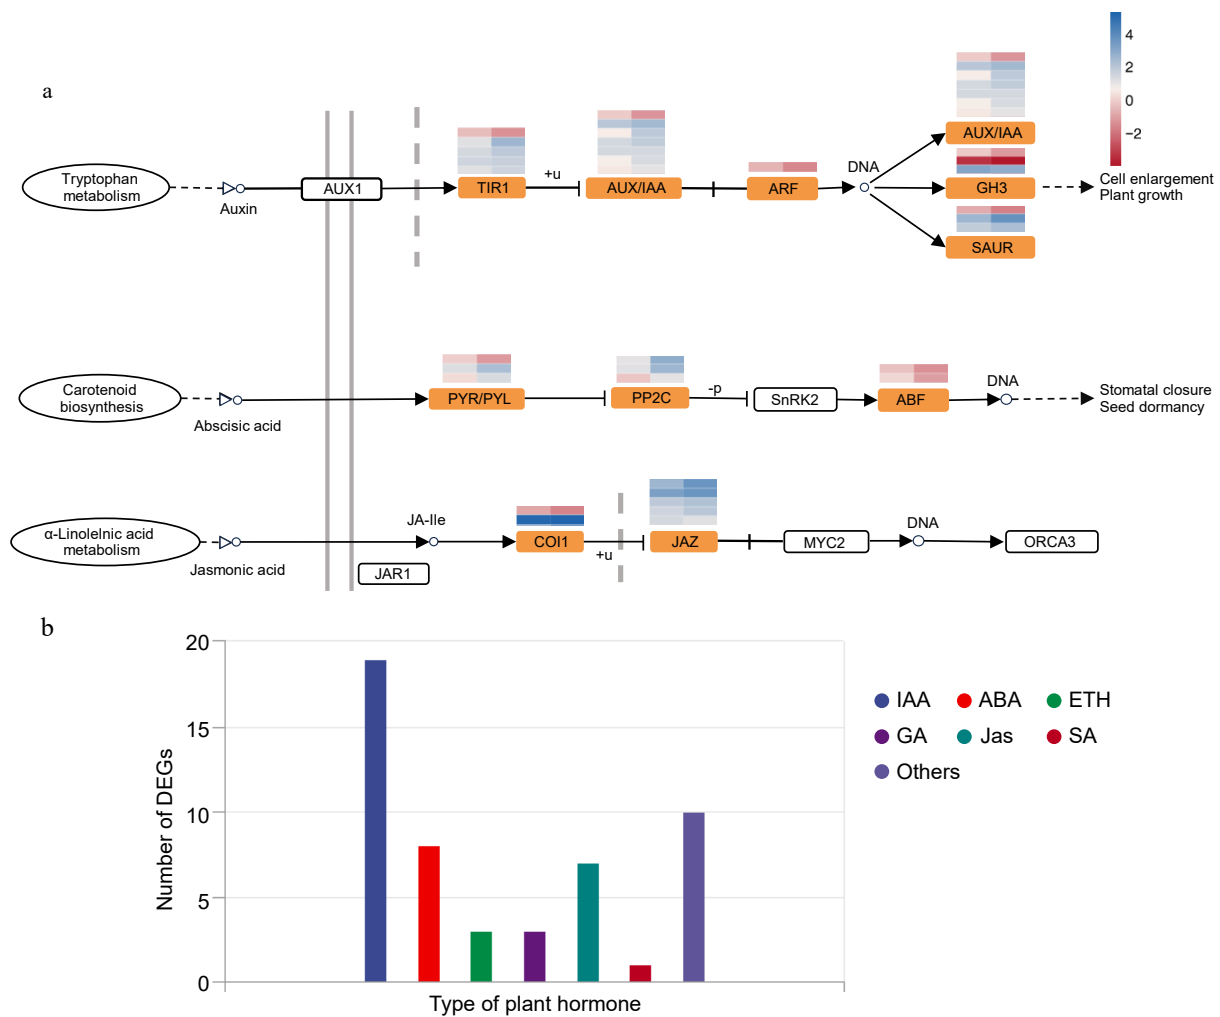 a
4
2
0
−2
AUX/IAA
Tryptophan
metabolism
Auxin
AUX1
TIR1
+u
AUX/IAA
ARF
DNA
GH3
Cell enlargement
Plant growth
SAUR
Carotenoid
biosynthesis
Abscisic acid
PYR/PYL
PP2C
-p
SnRK2
ABF
DNA
Stomatal closure
Seed dormancy
α-Linolelnic acid
metabolism
Jasmonic acid
JA-Ile
JAR1
COI1
+u
JAZ
MYC2
DNA
ORCA3
b
20
15
10
5
0
Number of DEGs
Type of plant hormone
IAA
ABA
ETH
GA
Jas
SA
Others